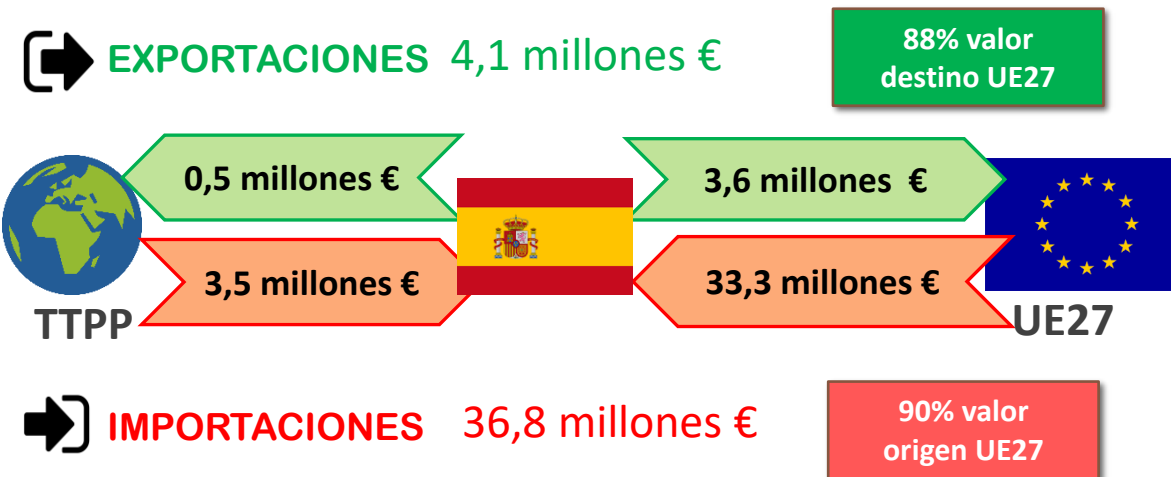 EXPORTACIONES 4,1 millones €
88% valor
destino UE27
0,5 millones €
3,6 millones €
3,5 millones €
33,3 millones €
TTPP
UE27
IMPORTACIONES 36,8 millones €
90% valor
origen UE27